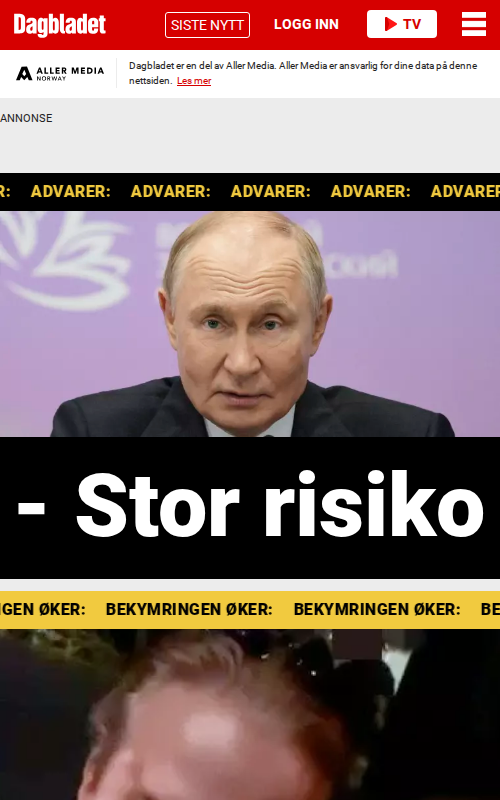 Dagbladet
SISTE NYTT
LOGG INN
TV
ALLER MEDIA
NORWAY
Dagbladet er en del av Aller Media. Aller Media er ansvarlig for dine data på denne
nettsiden. Les mer
ANNONSE
R: ADVARER: ADVARER: ADVARER: ADVARER: ADVARER
- Stor risiko
GEN ØKER: BEKYMRINGEN ØKER: BEKYMRINGEN ØKER: BE